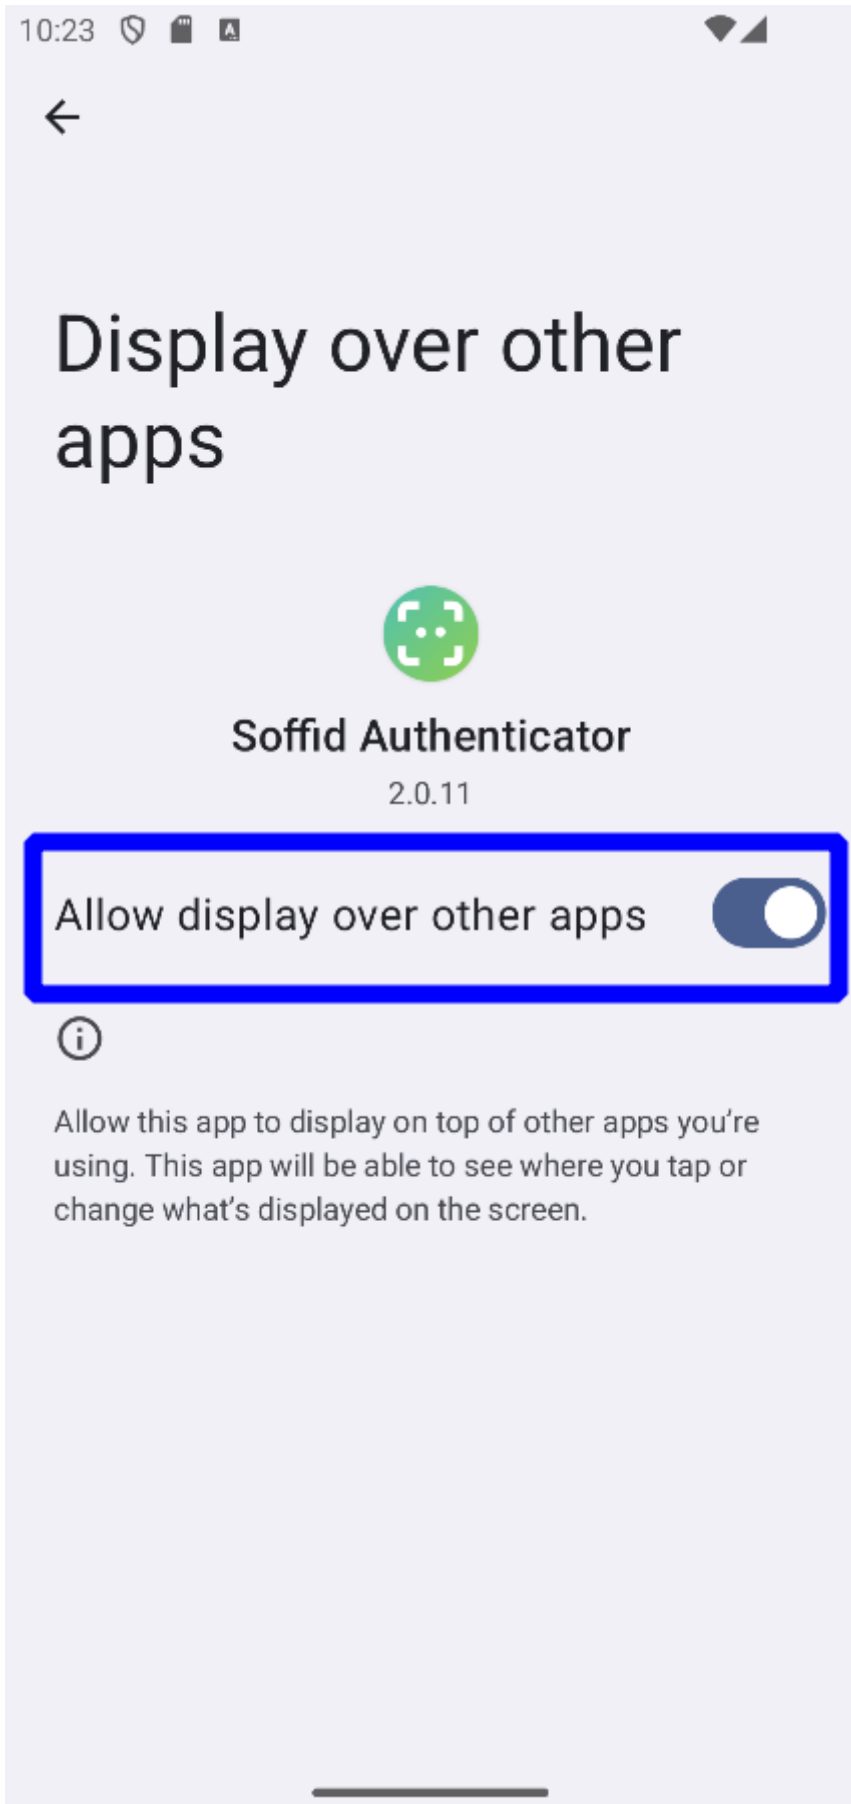 10:23
Display over other
apps
Soffid Authenticator
2.0.11
Allow display over other apps
Allow this app to display on top of other apps you’re
using. This app will be able to see where you tap or
change what’s displayed on the screen.